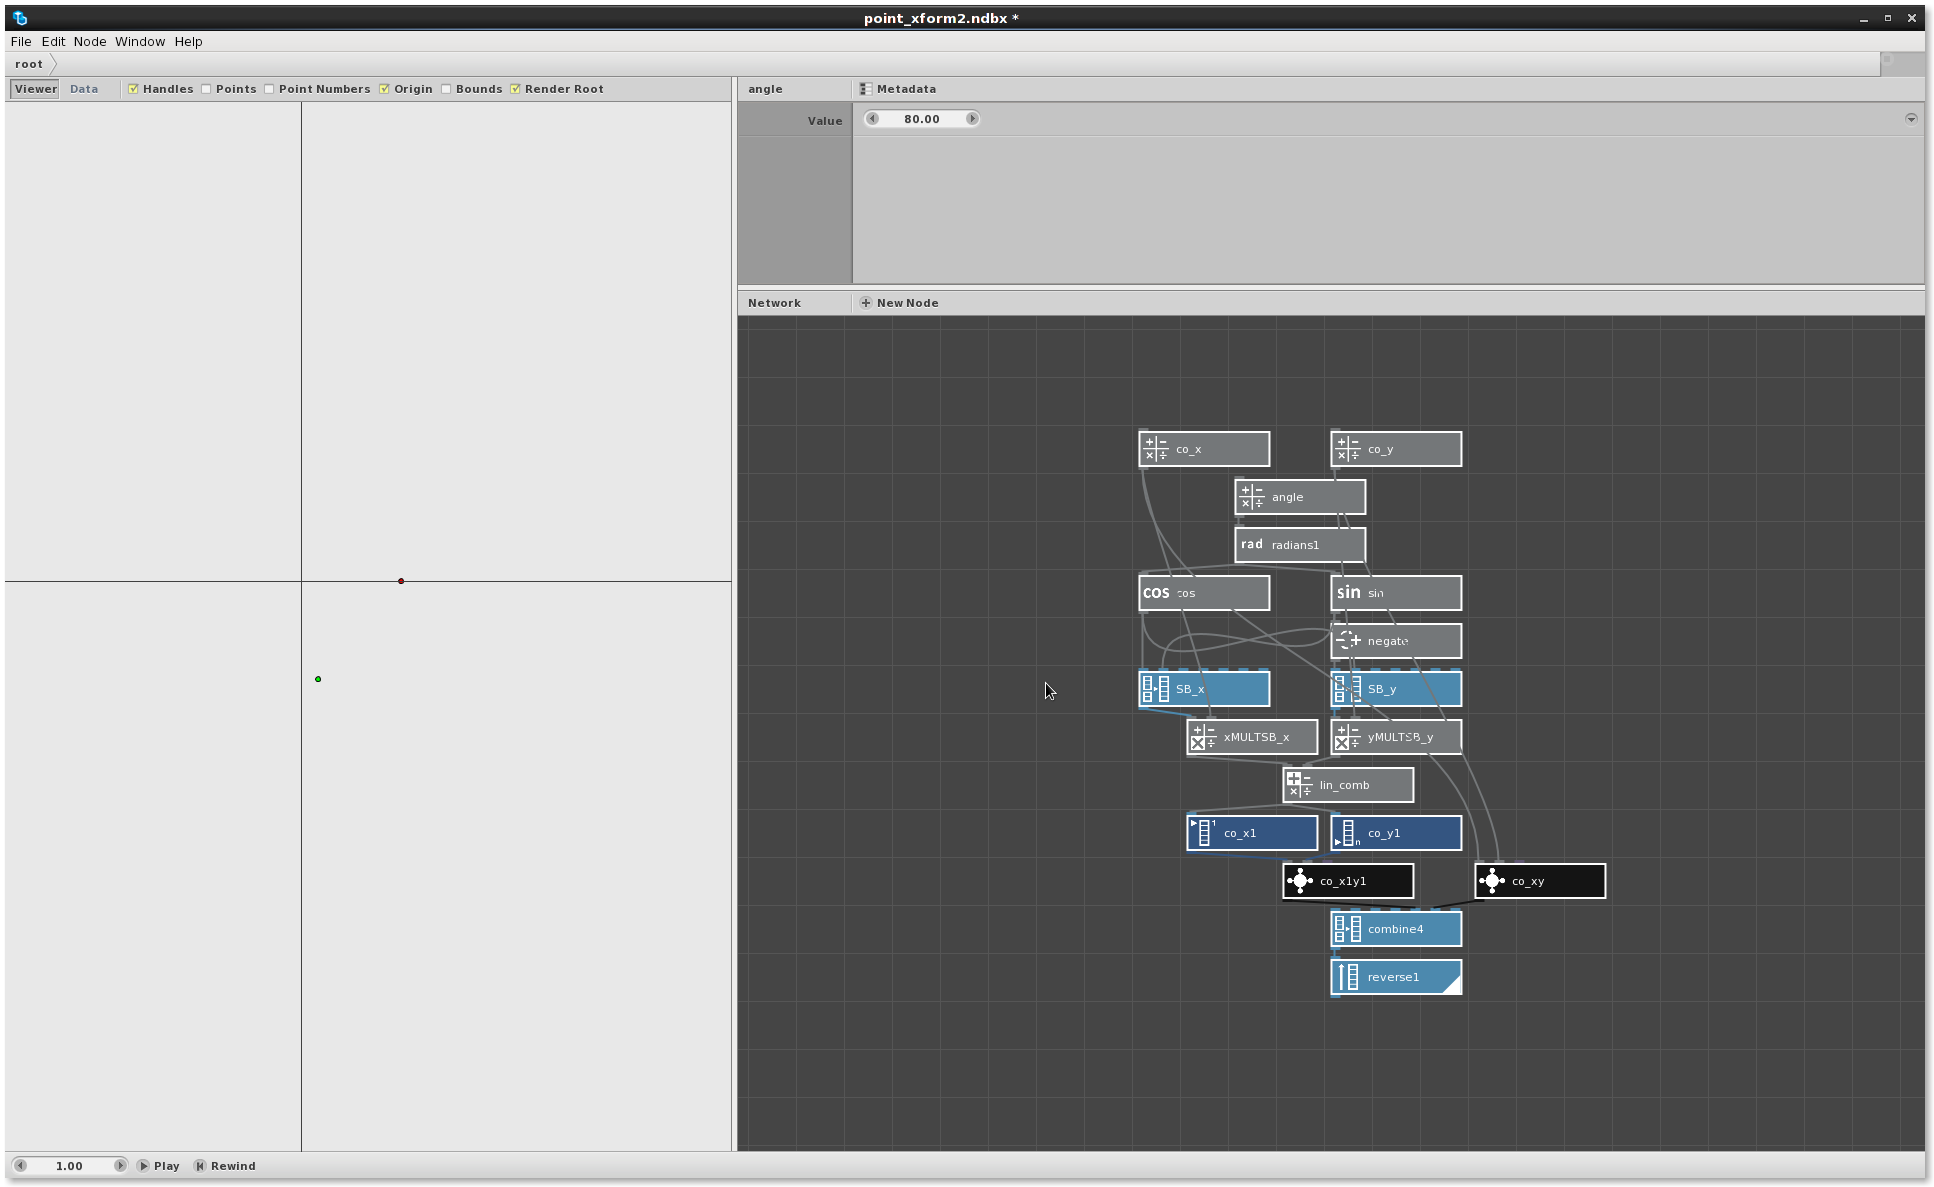 point_xform2.ndbx *
File Edit Node Window Help
root
Viewer Data Handles Points Point Numbers Origin Bounds Render Root
angle Metadata
Value 80.00
Network New Node
co_x co_y
angle
rad radians1
cos cos sin sin
negate
SB_x SB_y
xMULTSB_x yMULTSB_y
lin_comb
1 co_x1 n co_y1
co_x1y1 co_xy
combine4
reverse1
1.00 Play Rewind